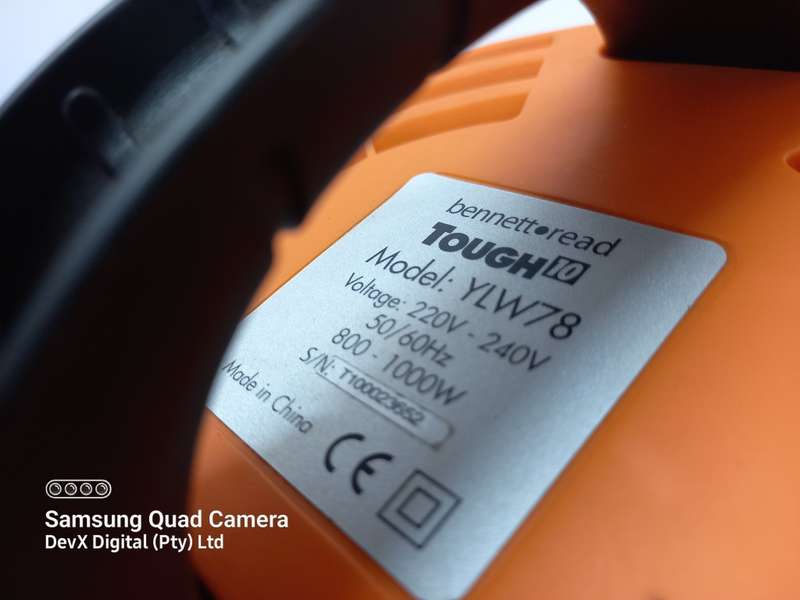 bennett•read
TOUGH 10
Model: YLW78
Voltage: 220V - 240V
50/60Hz
800 - 1000W
S/N: T100023652
Made in China
CE
Samsung Quad Camera
DevX Digital (Pty) Ltd